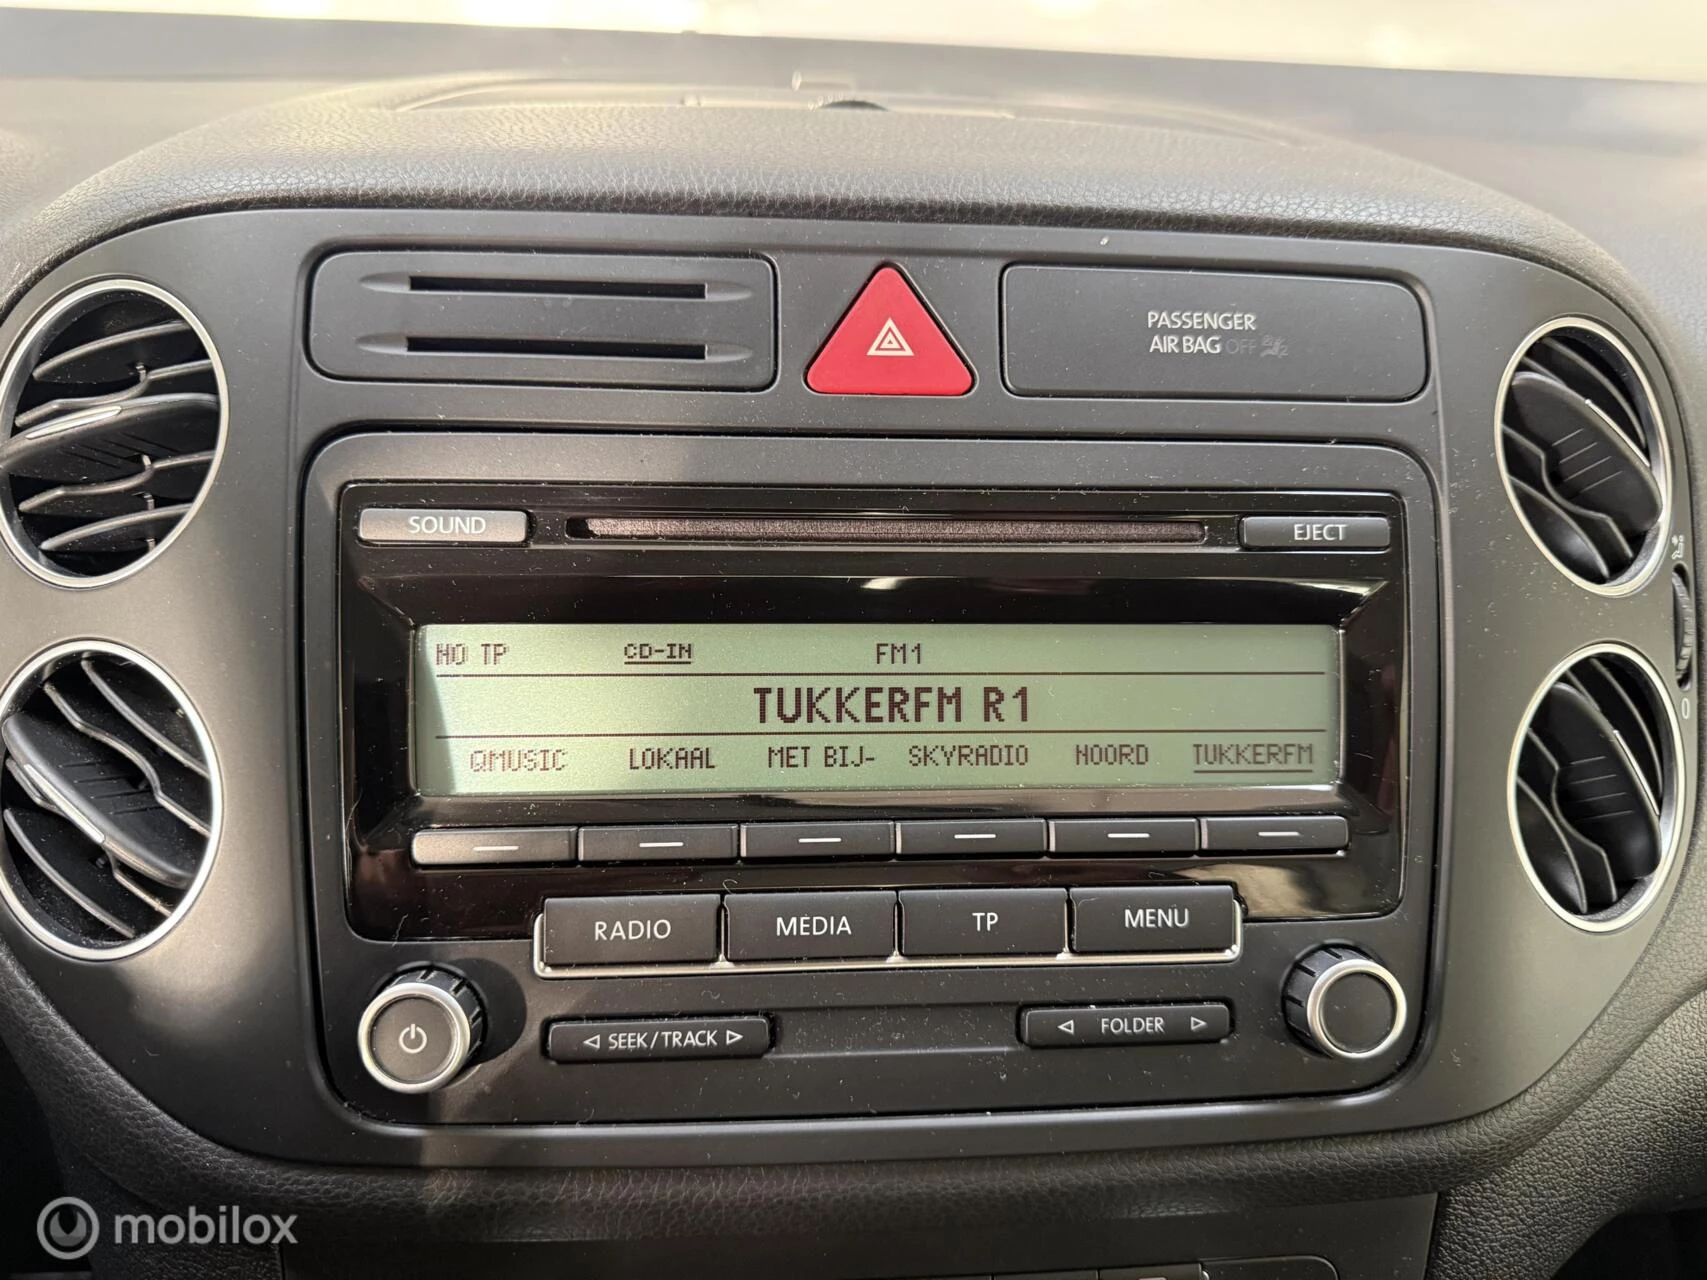 PASSENGER
AIR BAG OFF
SOUND
EJECT
NO TP CD-IN FM1
TUKKERFM R1
QMUSIC LOKAAL MET BIJ- SKYRADIO NOORD TUKKERFM
RADIO MEDIA TP MENU
SEEK/TRACK
FOLDER
0
mobilox